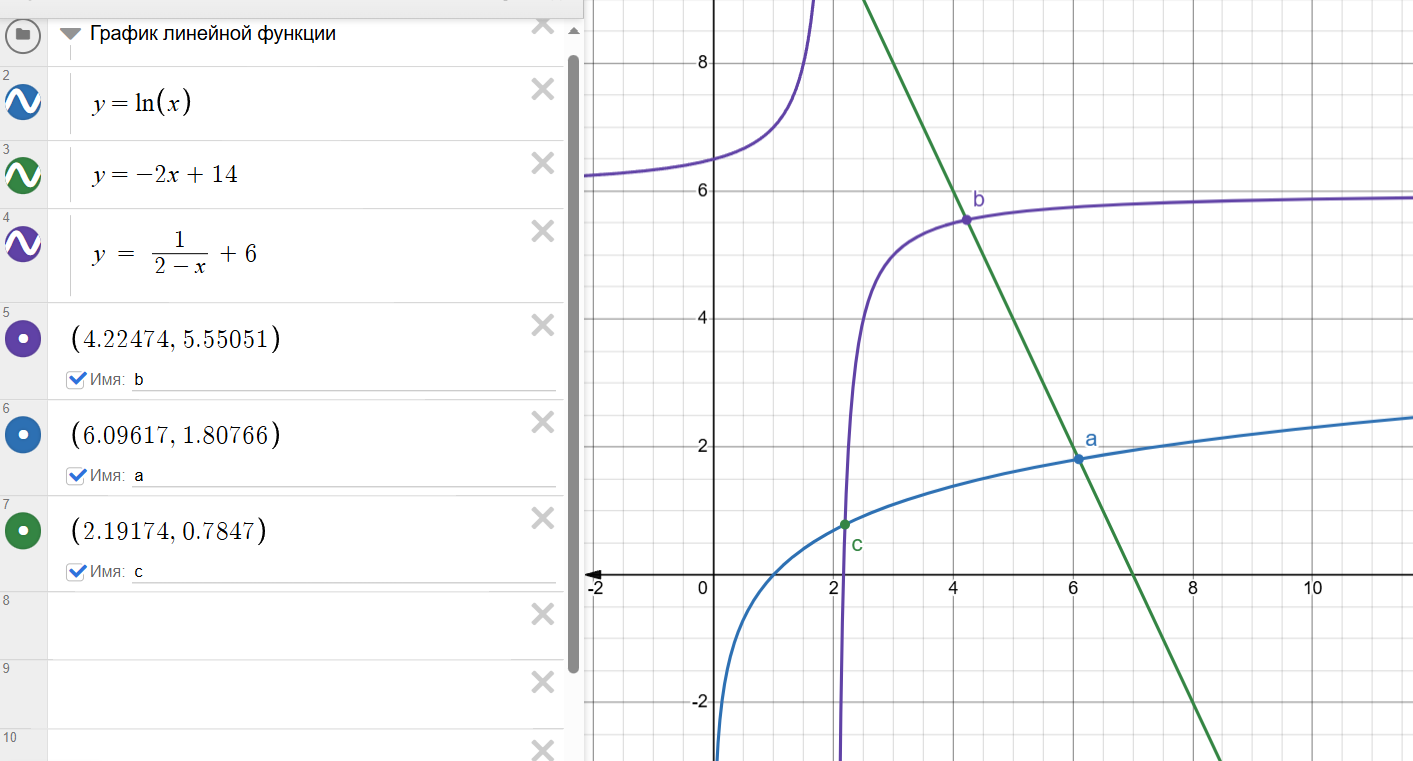 График линейной функции
2
y = ln(x)
3
y = −2x + 14
4
y = 1/(2 − x) + 6
5
(4.22474, 5.55051)
Имя: b
6
(6.09617, 1.80766)
Имя: a
7
(2.19174, 0.7847)
Имя: c
8
9
10
8
6
b
4
2
a
c
-2 0 2 4 6 8 10
-2